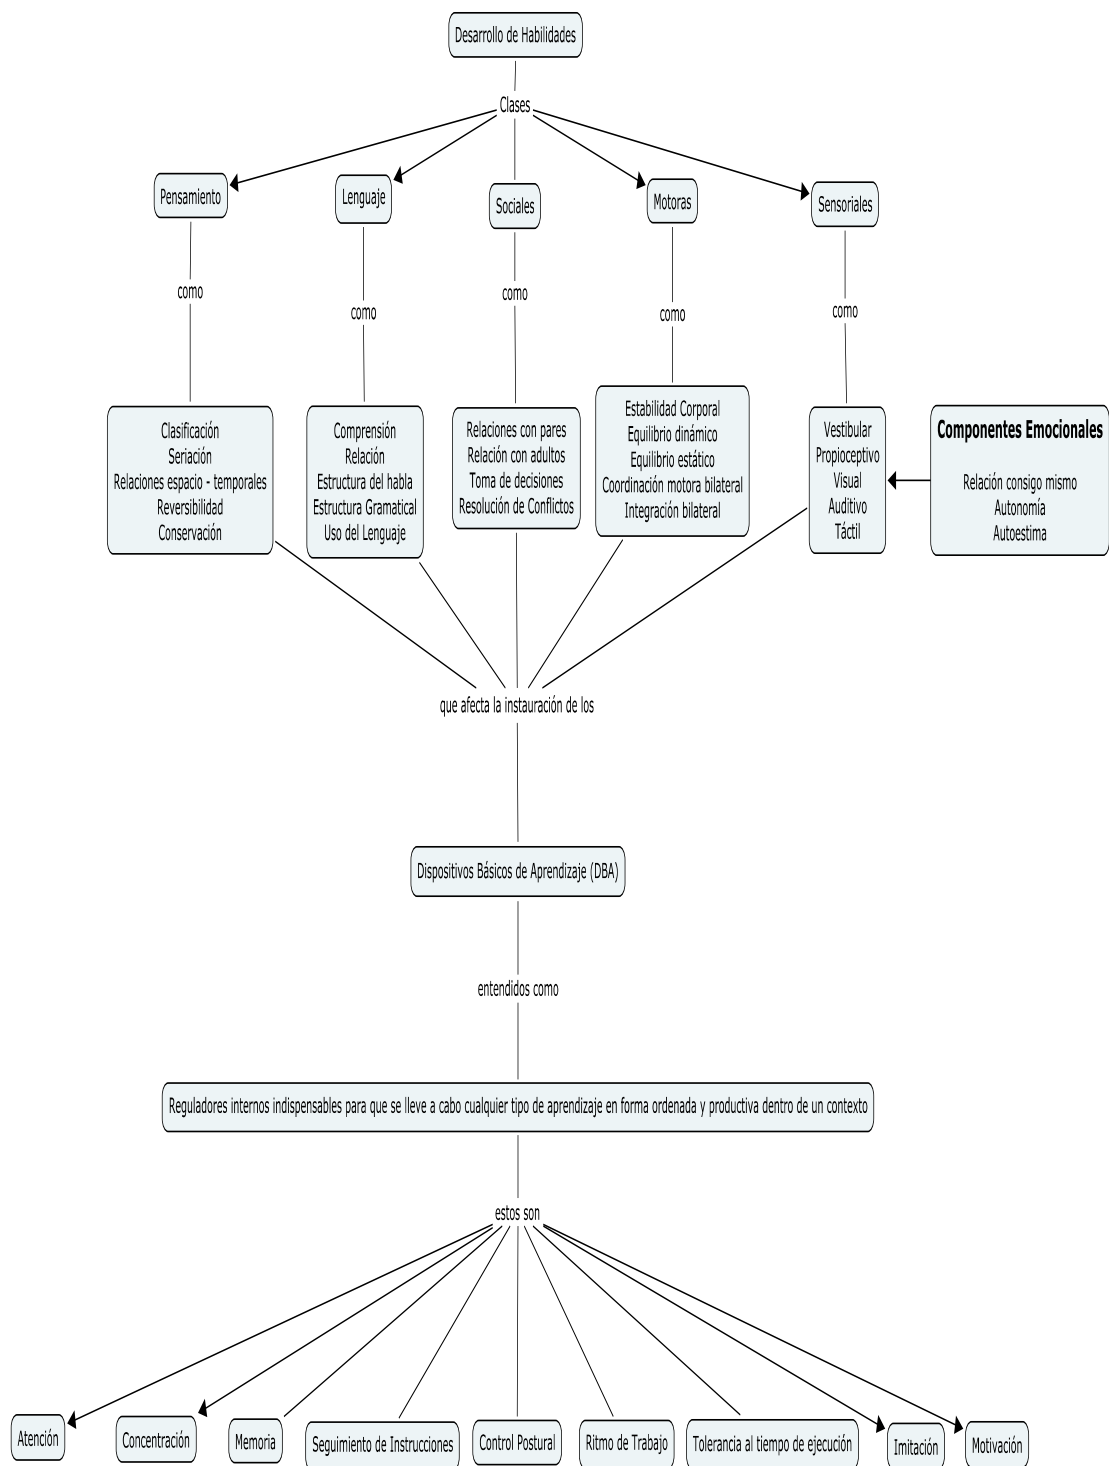 Desarrollo de Habilidades
Clases
Pensamiento
Lenguaje
Sociales
Motoras
Sensoriales
como
como
como
como
como
Clasificación
Seriación
Relaciones espacio - temporales
Reversibilidad
Conservación
Comprensión
Relación
Estructura del habla
Estructura Gramatical
Uso del Lenguaje
Relaciones con pares
Relación con adultos
Toma de decisiones
Resolución de Conflictos
Estabilidad Corporal
Equilibrio dinámico
Equilibrio estático
Coordinación motora bilateral
Integración bilateral
Vestibular
Propioceptivo
Visual
Auditivo
Táctil
Componentes Emocionales
Relación consigo mismo
Autonomía
Autoestima
que afecta la instauración de los
Dispositivos Básicos de Aprendizaje (DBA)
entendidos como
Reguladores internos indispensables para que se lleve a cabo cualquier tipo de aprendizaje en forma ordenada y productiva dentro de un contexto
estos son
Atención
Concentración
Memoria
Seguimiento de Instrucciones
Control Postural
Ritmo de Trabajo
Tolerancia al tiempo de ejecución
Imitación
Motivación